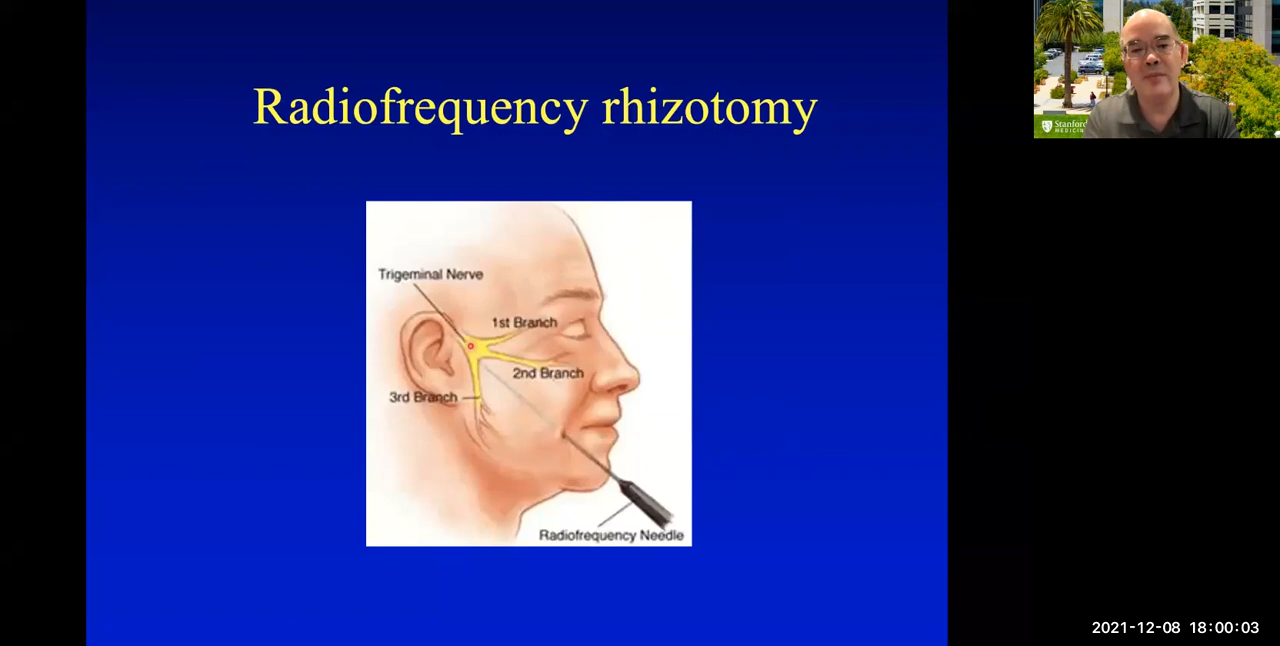 Radiofrequency rhizotomy
Stanford
MEDICINE
Trigeminal Nerve
1st Branch
2nd Branch
3rd Branch
Radiofrequency Needle
2021-12-08 18:00:03